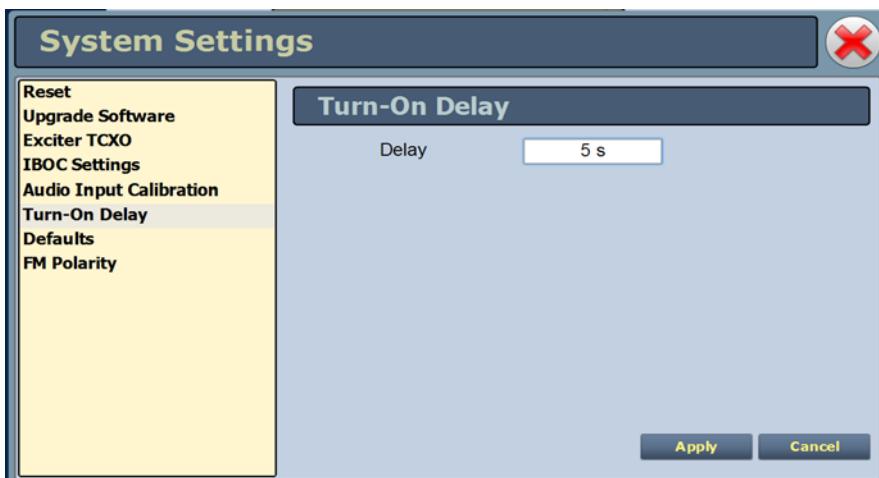 System Settings
Reset
Upgrade Software
Exciter TCXO
IBOC Settings
Audio Input Calibration
Turn-On Delay
Defaults
FM Polarity
Turn-On Delay
Delay 5 s
Apply Cancel